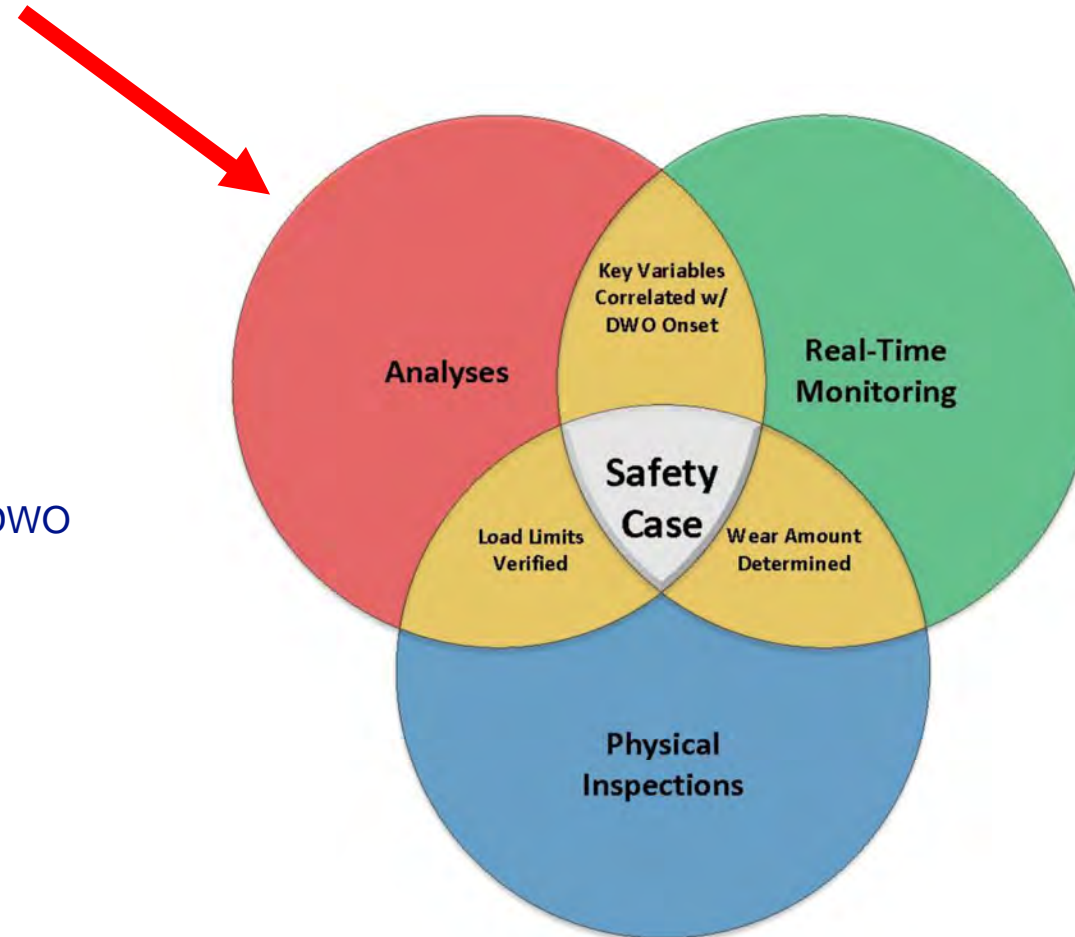 Key Variables
Correlated w/
DWO Onset
Real-Time
Monitoring
Analyses
Safety
Case
DWO
Load Limits
Verified
Wear Amount
Determined
Physical
Inspections